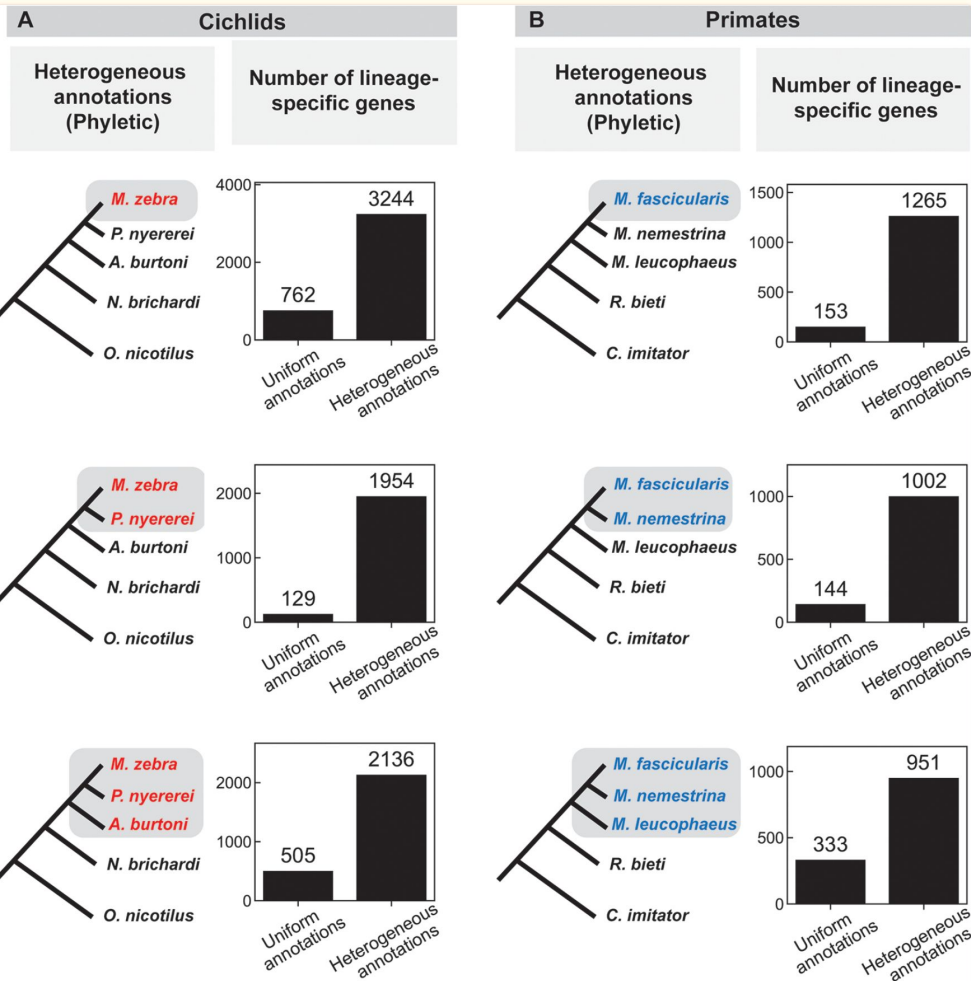 A
Cichlids
Heterogeneous
annotations
(Phyletic)
Number of lineage-
specific genes
M. zebra
P. nyererei
A. burtoni
N. brichardi
O. nicotilus
4000
2000
0
762
3244
Uniform
annotations
Heterogeneous
annotations
M. zebra
P. nyererei
A. burtoni
N. brichardi
O. nicotilus
2000
1000
0
129
1954
Uniform
annotations
Heterogeneous
annotations
M. zebra
P. nyererei
A. burtoni
N. brichardi
O. nicotilus
2000
1000
0
505
2136
Uniform
annotations
Heterogeneous
annotations
B
Primates
Heterogeneous
annotations
(Phyletic)
Number of lineage-
specific genes
M. fascicularis
M. nemestrina
M. leucophaeus
R. bieti
C. imitator
1500
1000
500
0
153
1265
Uniform
annotations
Heterogeneous
annotations
M. fascicularis
M. nemestrina
M. leucophaeus
R. bieti
C. imitator
1000
500
0
144
1002
Uniform
annotations
Heterogeneous
annotations
M. fascicularis
M. nemestrina
M. leucophaeus
R. bieti
C. imitator
1000
500
0
333
951
Uniform
annotations
Heterogeneous
annotations